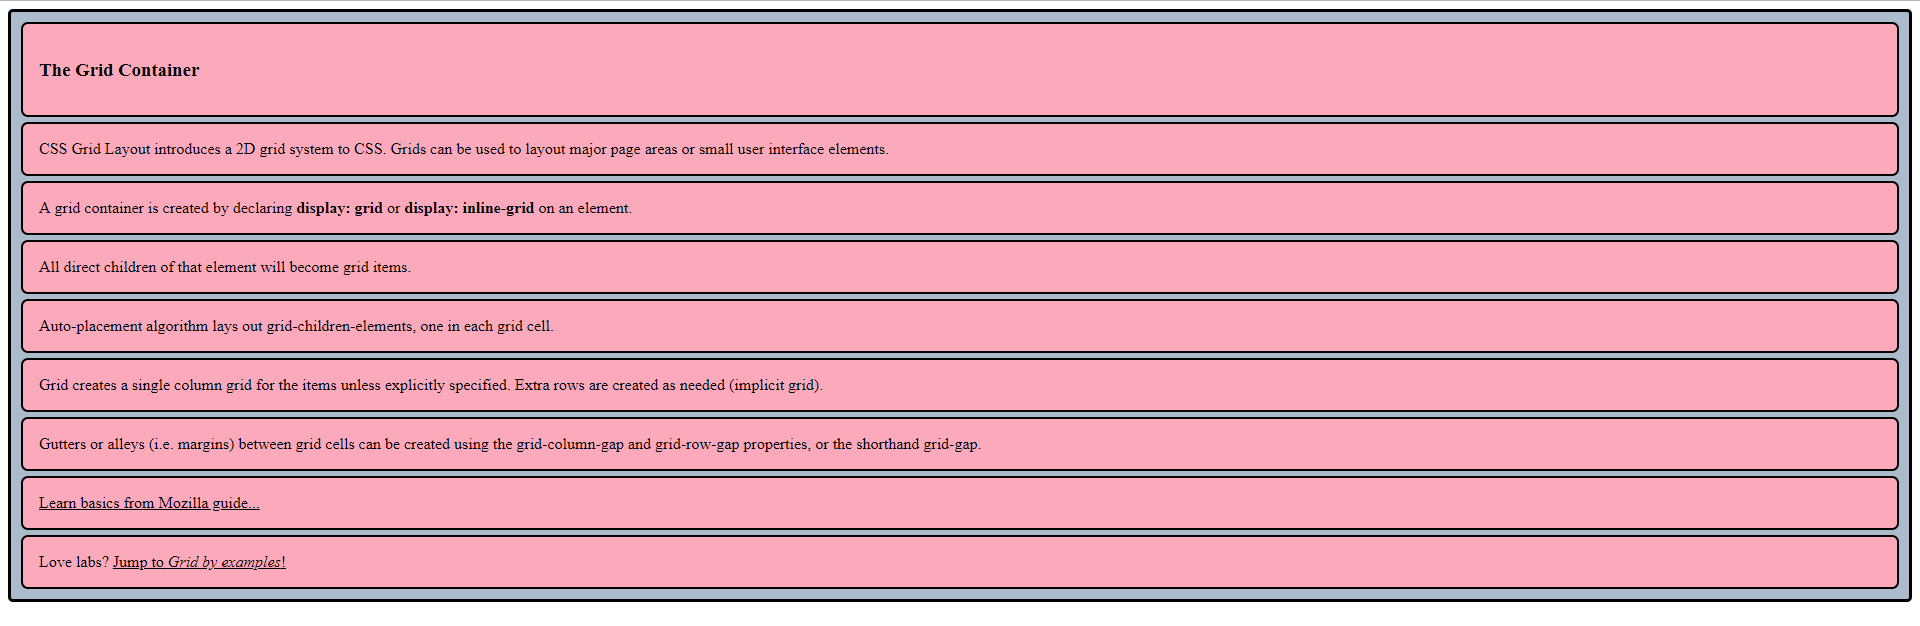 The Grid Container
CSS Grid Layout introduces a 2D grid system to CSS. Grids can be used to layout major page areas or small user interface elements.
A grid container is created by declaring display: grid or display: inline-grid on an element.
All direct children of that element will become grid items.
Auto-placement algorithm lays out grid-children-elements, one in each grid cell.
Grid creates a single column grid for the items unless explicitly specified. Extra rows are created as needed (implicit grid).
Gutters or alleys (i.e. margins) between grid cells can be created using the grid-column-gap and grid-row-gap properties, or the shorthand grid-gap.
Learn basics from Mozilla guide...
Love labs? Jump to Grid by examples!